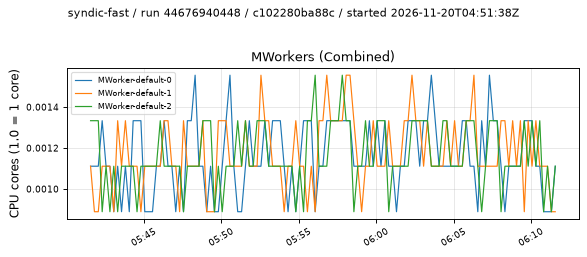 syndic-fast / run 44676940448 / c102280ba88c / started 2026-11-20T04:51:38Z
MWorkers (Combined)
CPU cores (1.0 = 1 core)
0.0014
0.0012
0.0010
MWorker-default-0
MWorker-default-1
MWorker-default-2
05:45
05:50
05:55
06:00
06:05
06:10